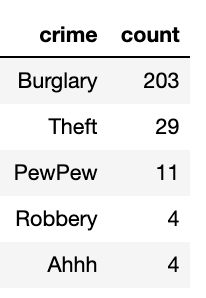 crime count
Burglary 203
Theft 29
PewPew 11
Robbery 4
Ahhh 4